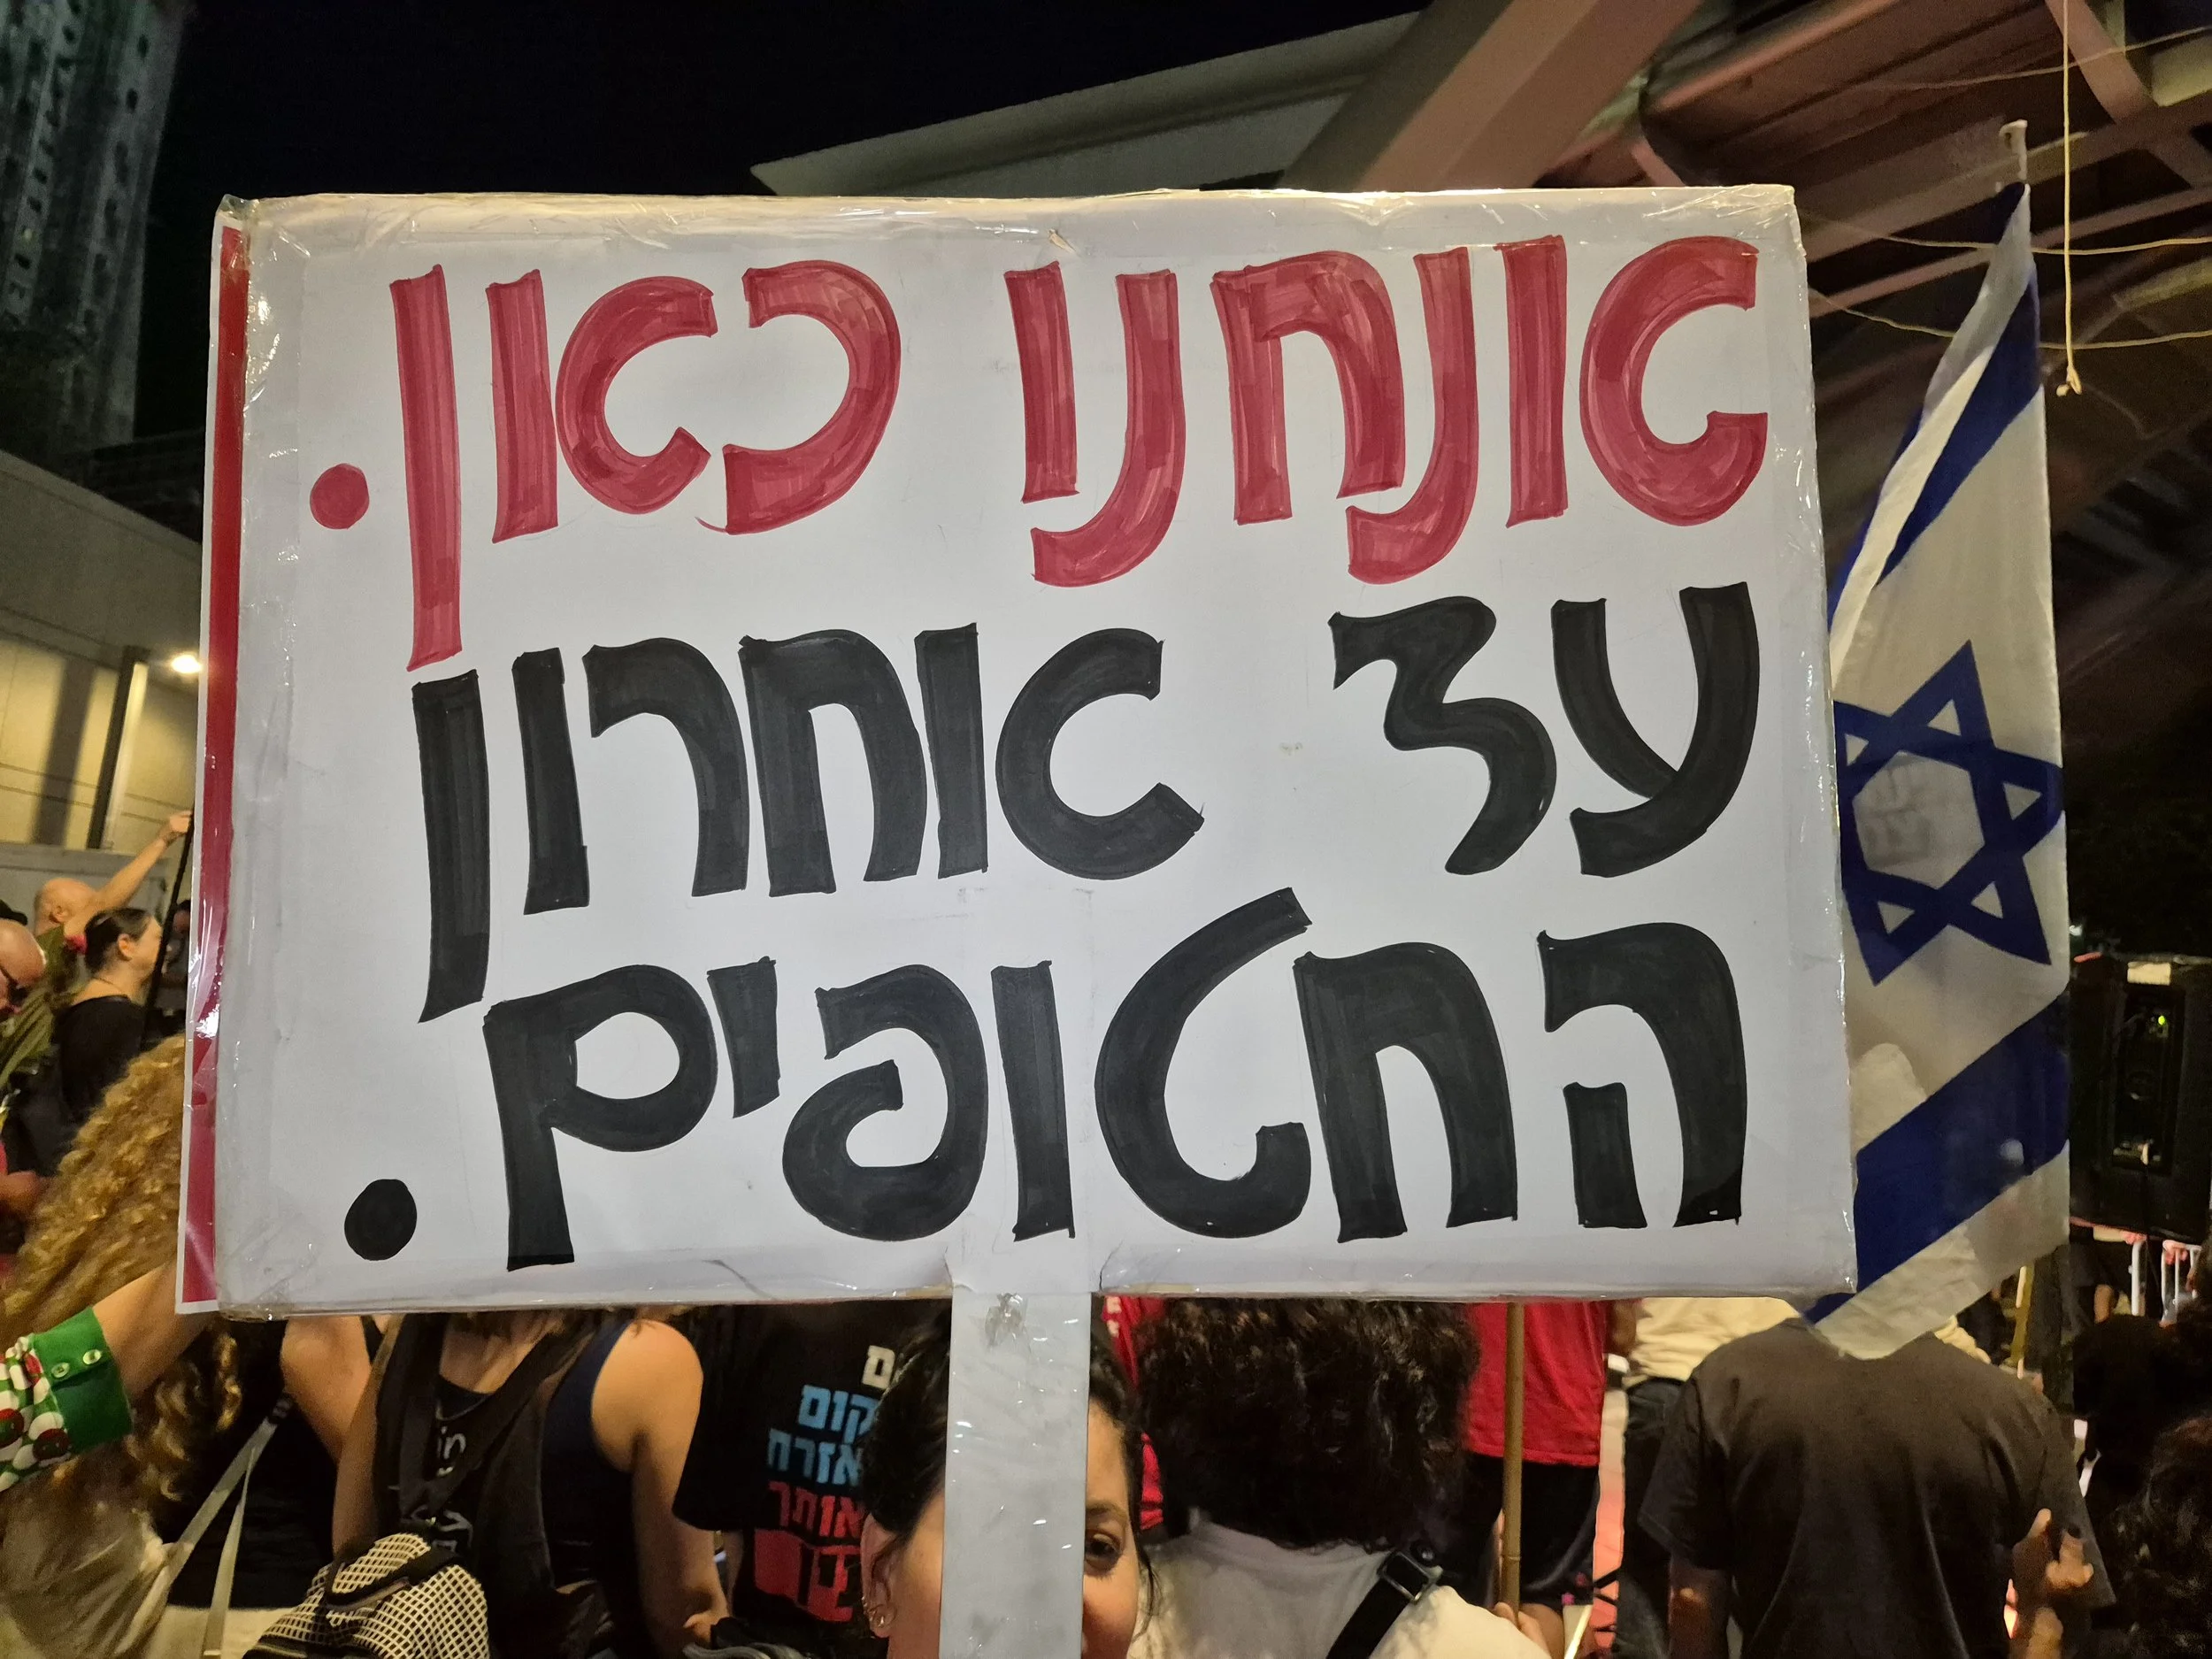 אנחנו כאן.
עד אחרון
החטופים.